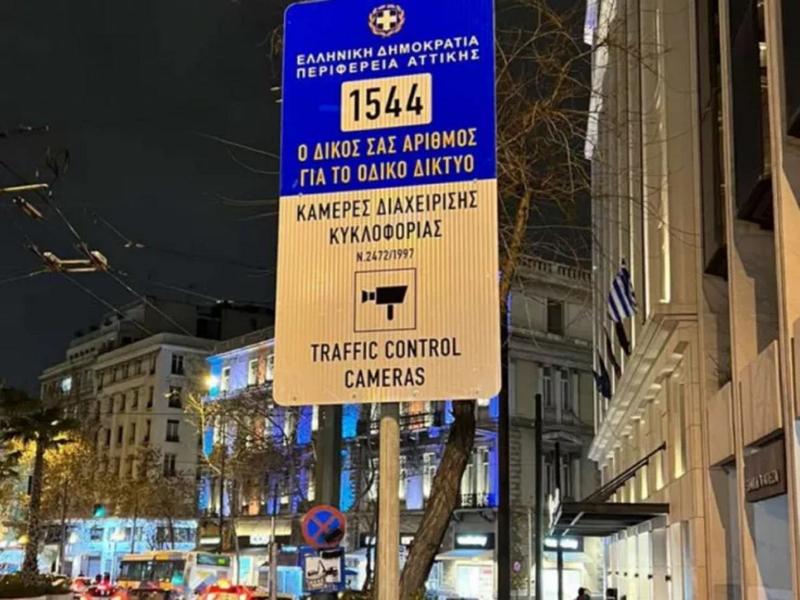 ΕΛΛΗΝΙΚΗ ΔΗΜΟΚΡΑΤΙΑ
ΠΕΡΙΦΕΡΕΙΑ ΑΤΤΙΚΗΣ
1544
Ο ΔΙΚΟΣ ΣΑΣ ΑΡΙΘΜΟΣ
ΓΙΑ ΤΟ ΟΔΙΚΟ ΔΙΚΤΥΟ
ΚΑΜΕΡΕΣ ΔΙΑΧΕΙΡΙΣΗΣ
ΚΥΚΛΟΦΟΡΙΑΣ
Ν.2472/1997
TRAFFIC CONTROL
CAMERAS